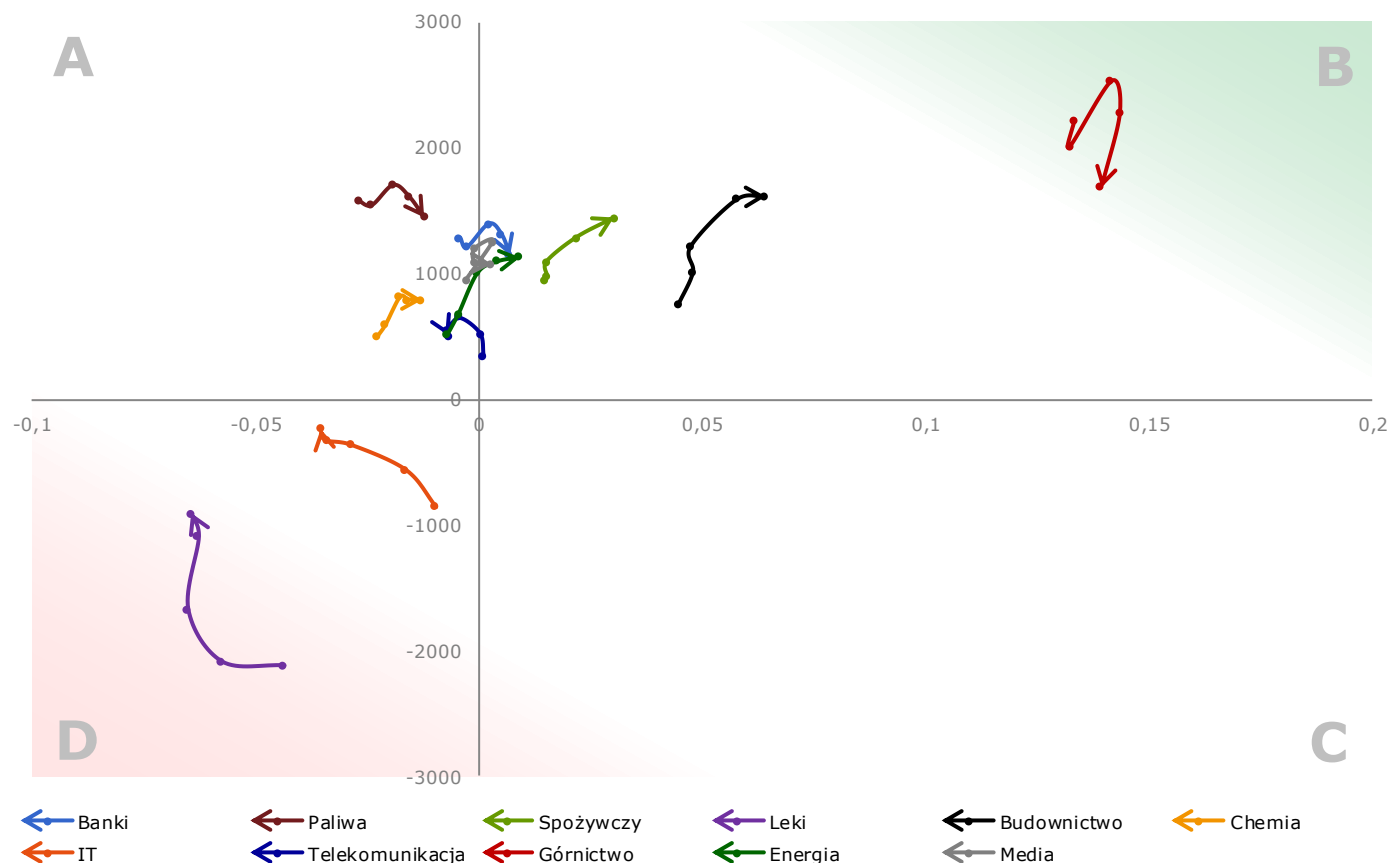 3000
A
B
2000
1000
0
-0,1
-0,05
0
0,05
0,1
0,15
0,2
-1000
-2000
D
C
-3000
Banki
Paliwa
Spożywczy
Leki
Budownictwo
Chemia
IT
Telekomunikacja
Górnictwo
Energia
Media